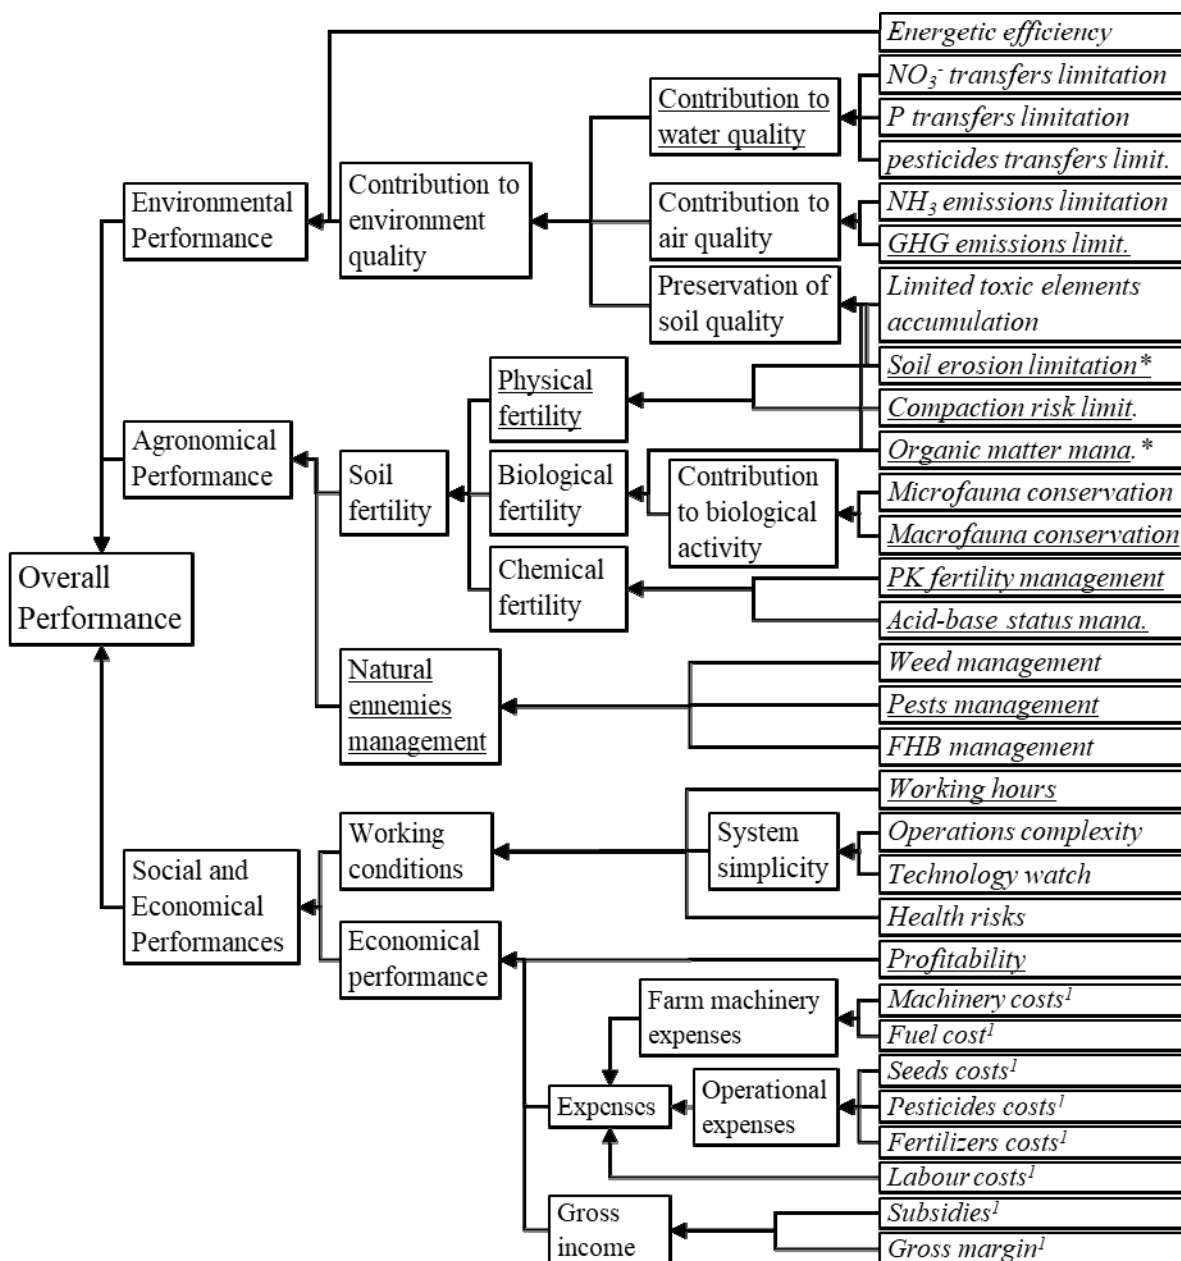 Energetic efficiency
NO₃⁻ transfers limitation
Contribution to
water quality
P transfers limitation
pesticides transfers limit.
Environmental
Performance
Contribution to
environment
quality
Contribution to
air quality
NH₃ emissions limitation
GHG emissions limit.
Preservation of
soil quality
Limited toxic elements
accumulation
Soil erosion limitation*
Physical
fertility
Compaction risk limit.
Agronomical
Performance
Soil
fertility
Biological
fertility
Contribution
to biological
activity
Organic matter mana.*
Microfauna conservation
Macrofauna conservation
Chemical
fertility
PK fertility management
Acid-base status mana.
Overall
Performance
Natural
ennemies
management
Weed management
Pests management
FHB management
Working hours
Working
conditions
System
simplicity
Operations complexity
Technology watch
Social and
Economical
Performances
Health risks
Economical
performance
Profitability
Farm machinery
expenses
Machinery costs¹
Fuel cost¹
Expenses
Operational
expenses
Seeds costs¹
Pesticides costs¹
Fertilizers costs¹
Labour costs¹
Gross
income
Subsidies¹
Gross margin¹